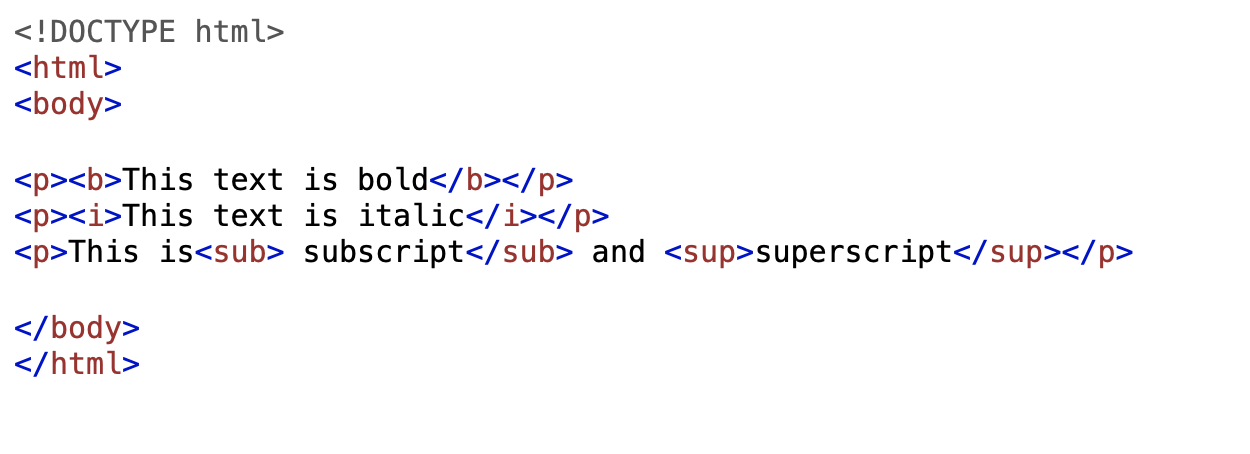 <!DOCTYPE html>
<html>
<body>

<p><b>This text is bold</b></p>
<p><i>This text is italic</i></p>
<p>This is<sub> subscript</sub> and <sup>superscript</sup></p>

</body>
</html>